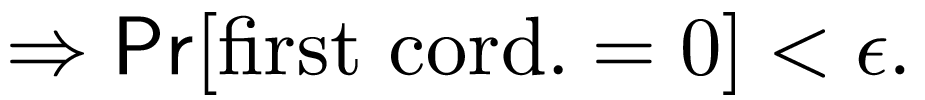 ⇒ Pr[first cord. = 0] < ϵ.